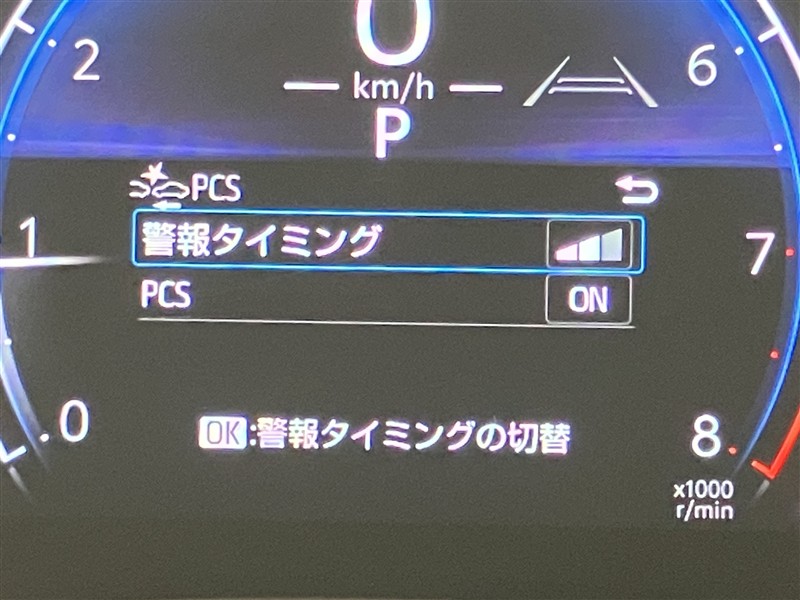 0
2
6
km/h
P
PCS
1
警報タイミング
7
PCS
ON
0
OK:警報タイミングの切替
8
x1000
r/min